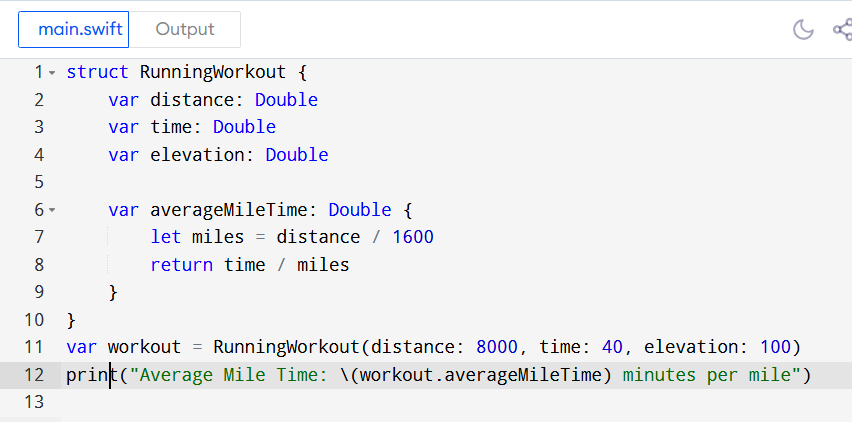 main.swift Output
1 struct RunningWorkout {
2     var distance: Double
3     var time: Double
4     var elevation: Double
5
6     var averageMileTime: Double {
7         let miles = distance / 1600
8         return time / miles
9     }
10 }
11 var workout = RunningWorkout(distance: 8000, time: 40, elevation: 100)
12 print("Average Mile Time: \(workout.averageMileTime) minutes per mile")
13